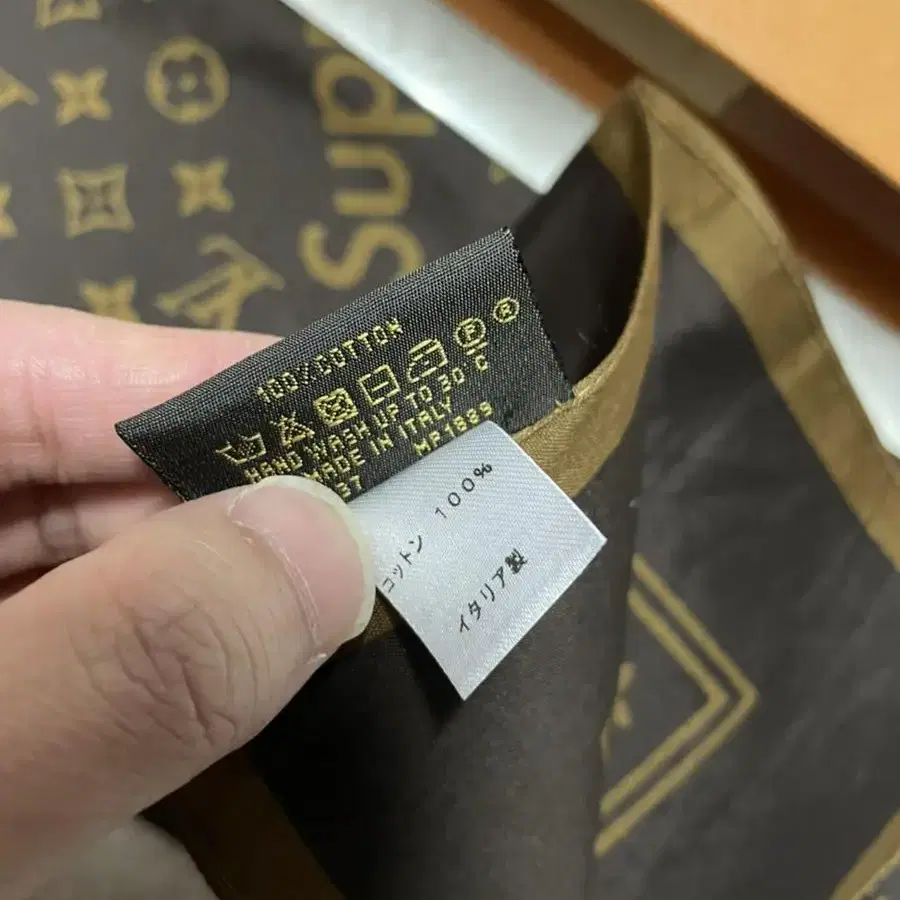 Sup
100%COTTON
HAND WASH UP TO 30°C
MADE IN ITALY
37 MP1889
コットン 100%
イタリア製